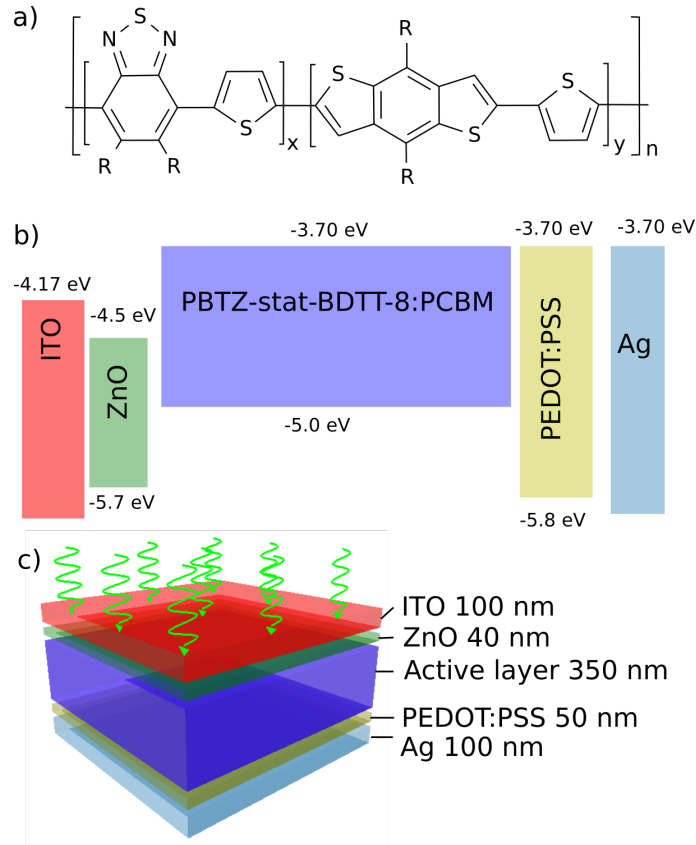 a)
S
N N
R R
S
x
S
R
R
S
S
y
n
b)
-3.70 eV -3.70 eV -3.70 eV
-4.17 eV
-4.5 eV
PBTZ-stat-BDTT-8:PCBM
ITO
ZnO
PEDOT:PSS
Ag
-5.0 eV
-5.7 eV
-5.8 eV
c)
ITO 100 nm
ZnO 40 nm
Active layer 350 nm
PEDOT:PSS 50 nm
Ag 100 nm